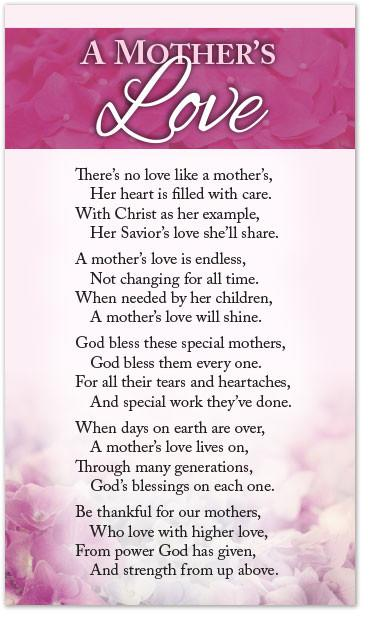 A MOTHER'S
Love
There's no love like a mother's,
Her heart is filled with care.
With Christ as her example,
Her Savior's love she'll share.
A mother's love is endless,
Not changing for all time.
When needed by her children,
A mother's love will shine.
God bless these special mothers,
God bless them every one.
For all their tears and heartaches,
And special work they've done.
When days on earth are over,
A mother's love lives on,
Through many generations,
God's blessings on each one.
Be thankful for our mothers,
Who love with higher love,
From power God has given,
And strength from up above.